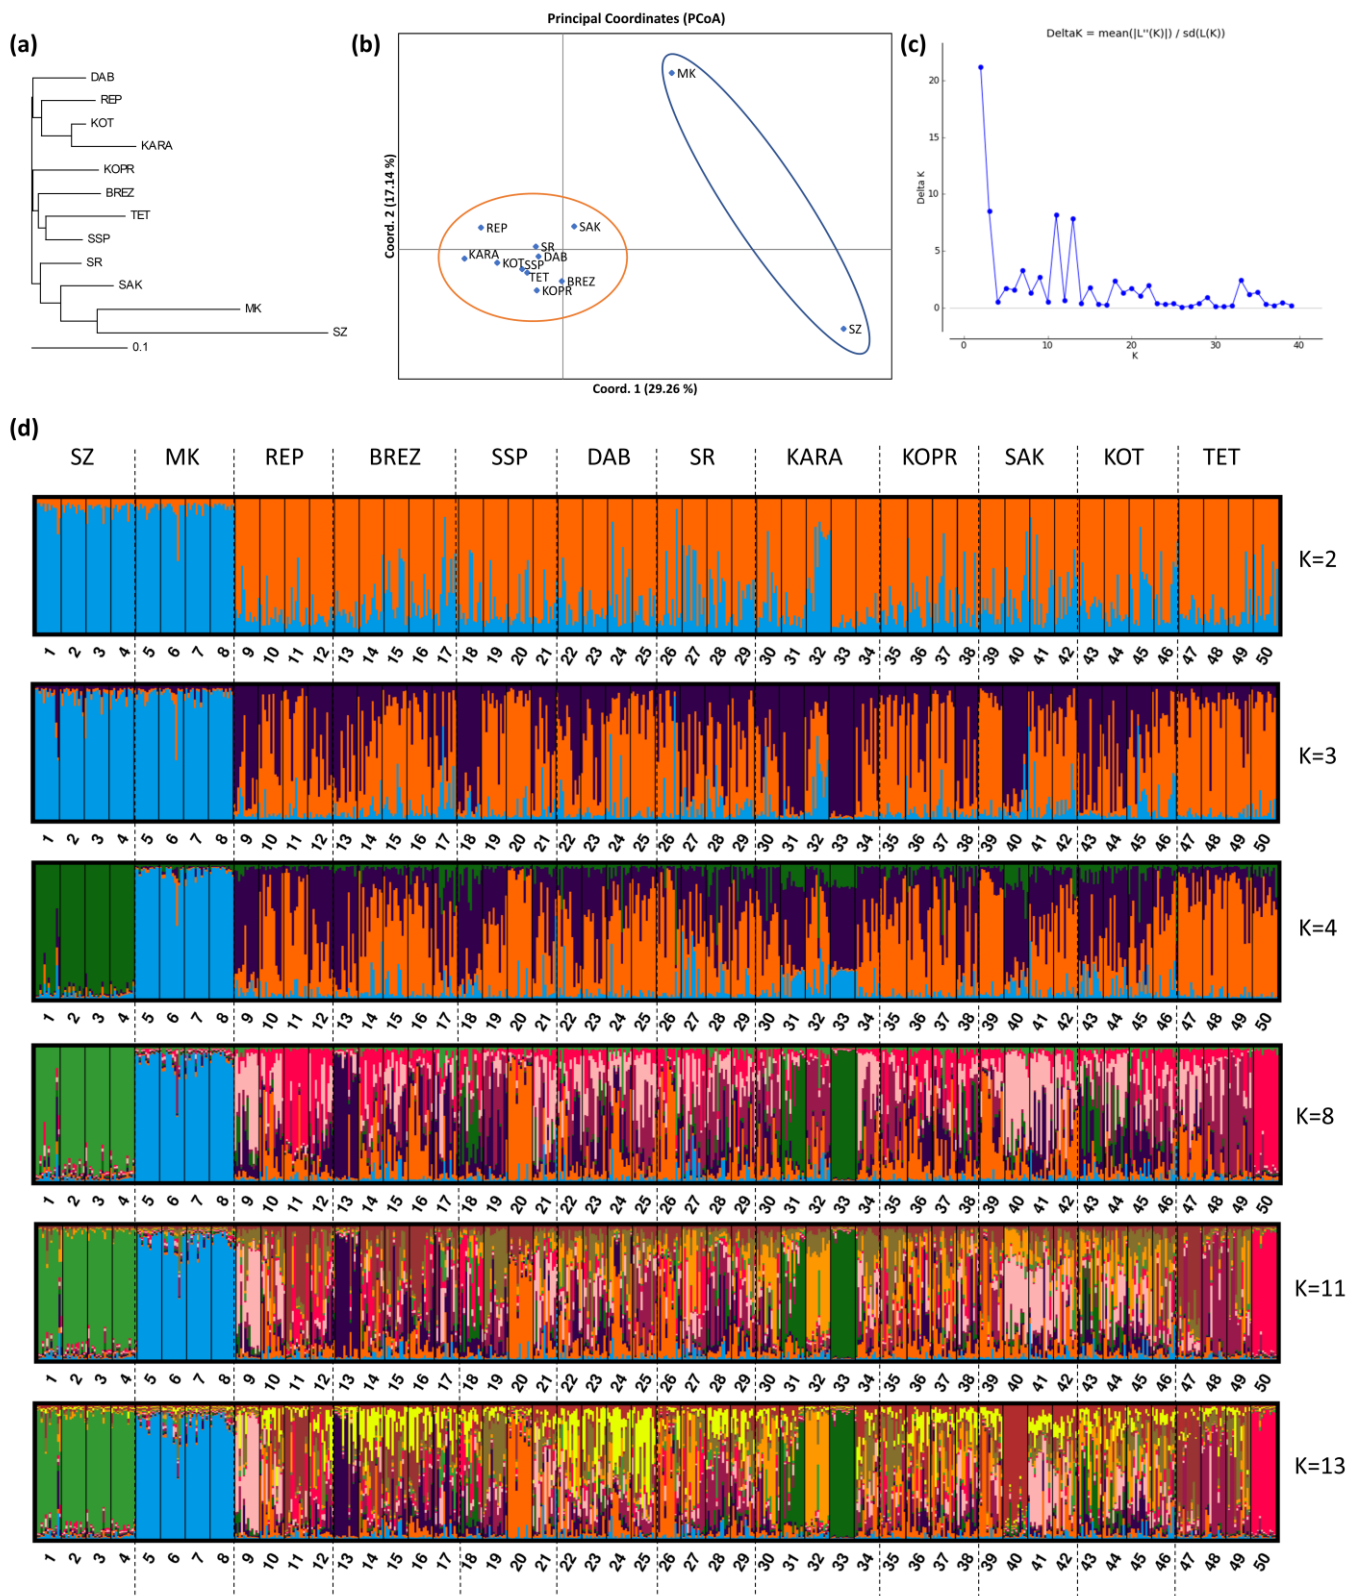 (a)
DAB
REP
KOT
KARA
KOPR
BREZ
TET
SSP
SR
SAK
MK
SZ
0.1
(b)
Principal Coordinates (PCoA)
Coord. 2 (17.14 %)
MK
REP
SAK
SR
KARA
DAB
KOT
SSP
TET
BREZ
KOPR
SZ
Coord. 1 (29.26 %)
(c)
DeltaK = mean(|L''(K)|) / sd(L(K))
Delta K
20
15
10
5
0
0 10 20 30 40
K
(d)
SZ MK REP BREZ SSP DAB SR KARA KOPR SAK KOT TET
K=2
1 2 3 4 5 6 7 8 9 10 11 12 13 14 15 16 17 18 19 20 21 22 23 24 25 26 27 28 29 30 31 32 33 34 35 36 37 38 39 40 41 42 43 44 45 46 47 48 49 50
K=3
1 2 3 4 5 6 7 8 9 10 11 12 13 14 15 16 17 18 19 20 21 22 23 24 25 26 27 28 29 30 31 32 33 34 35 36 37 38 39 40 41 42 43 44 45 46 47 48 49 50
K=4
1 2 3 4 5 6 7 8 9 10 11 12 13 14 15 16 17 18 19 20 21 22 23 24 25 26 27 28 29 30 31 32 33 34 35 36 37 38 39 40 41 42 43 44 45 46 47 48 49 50
K=8
1 2 3 4 5 6 7 8 9 10 11 12 13 14 15 16 17 18 19 20 21 22 23 24 25 26 27 28 29 30 31 32 33 34 35 36 37 38 39 40 41 42 43 44 45 46 47 48 49 50
K=11
1 2 3 4 5 6 7 8 9 10 11 12 13 14 15 16 17 18 19 20 21 22 23 24 25 26 27 28 29 30 31 32 33 34 35 36 37 38 39 40 41 42 43 44 45 46 47 48 49 50
K=13
1 2 3 4 5 6 7 8 9 10 11 12 13 14 15 16 17 18 19 20 21 22 23 24 25 26 27 28 29 30 31 32 33 34 35 36 37 38 39 40 41 42 43 44 45 46 47 48 49 50